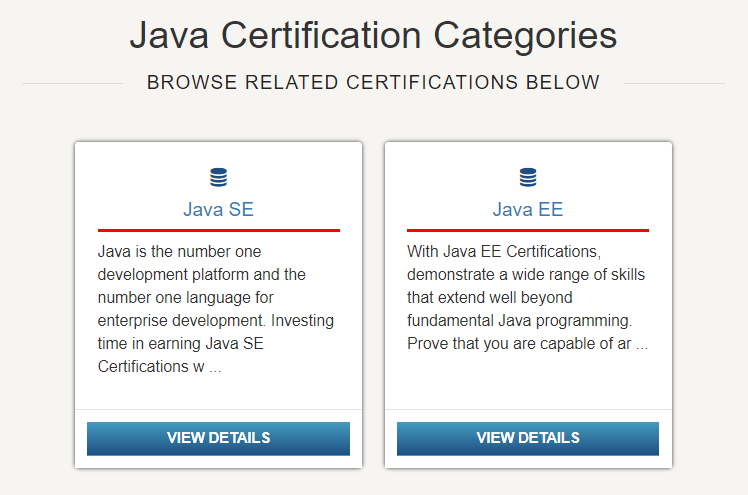 Java Certification Categories
BROWSE RELATED CERTIFICATIONS BELOW
Java SE
Java is the number one
development platform and the
number one language for
enterprise development. Investing
time in earning Java SE
Certifications w ...
VIEW DETAILS
Java EE
With Java EE Certifications,
demonstrate a wide range of skills
that extend well beyond
fundamental Java programming.
Prove that you are capable of ar ...
VIEW DETAILS